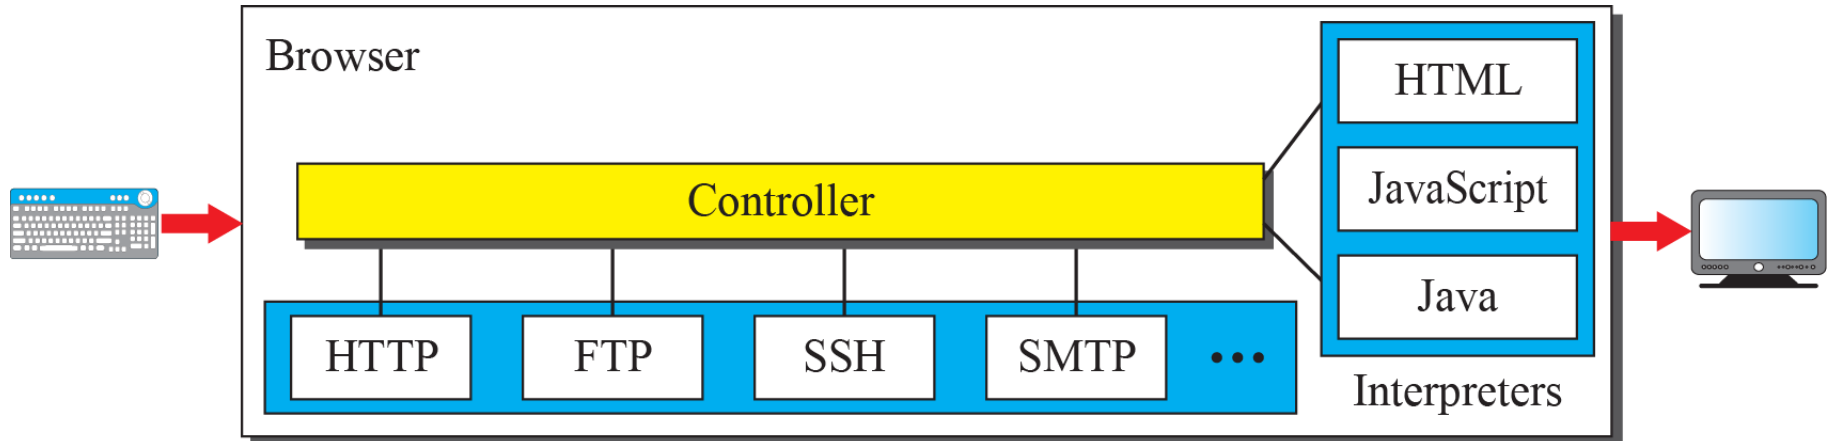 Browser
Controller
HTTP
FTP
SSH
SMTP
•••
HTML
JavaScript
Java
Interpreters